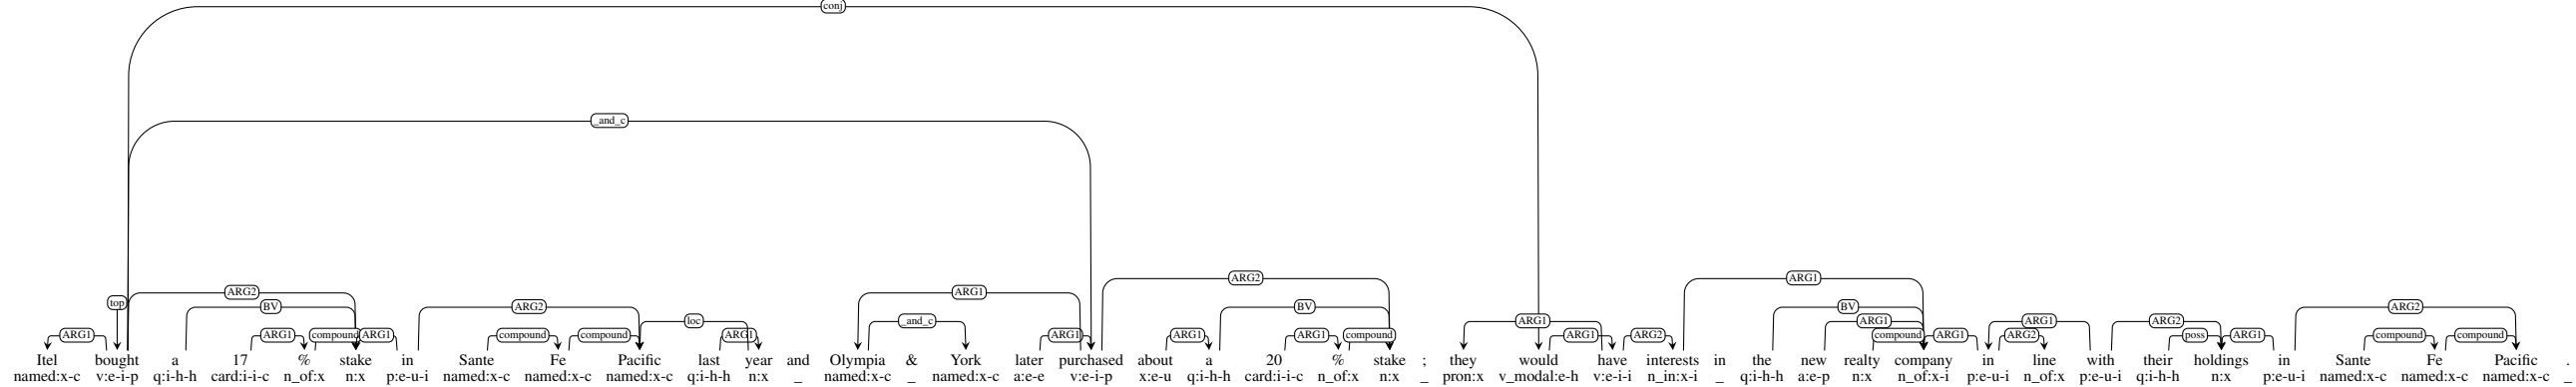 conj
_and_c
ARG2 ARG1
top ARG2 ARG1 BV ARG2
BV ARG2 BV ARG2 ARG2
loc _and_c ARG1 ARG1 ARG1
ARG1 ARG1 compound ARG1 compound compound ARG1 ARG1 ARG1 ARG1 compound ARG1 ARG2 compound ARG1 ARG2 poss ARG1 compound compound
Itel bought a 17 % stake in Sante Fe Pacific last year and Olympia & York later purchased about a 20 % stake ; they would have interests in the new realty company in line with their holdings in Sante Fe Pacific .
named:x-c v:e-i-p q:i-h-h card:i-i-c n_of:x n:x p:e-u-i named:x-c named:x-c named:x-c q:i-h-h n:x _ named:x-c _ named:x-c a:e-e v:e-i-p x:e-u q:i-h-h card:i-i-c n_of:x n:x _ pron:x v_modal:e-h v:e-i-i n_in:x-i _ q:i-h-h a:e-p n:x n_of:x-i p:e-u-i n_of:x p:e-u-i q:i-h-h n:x p:e-u-i named:x-c named:x-c named:x-c _